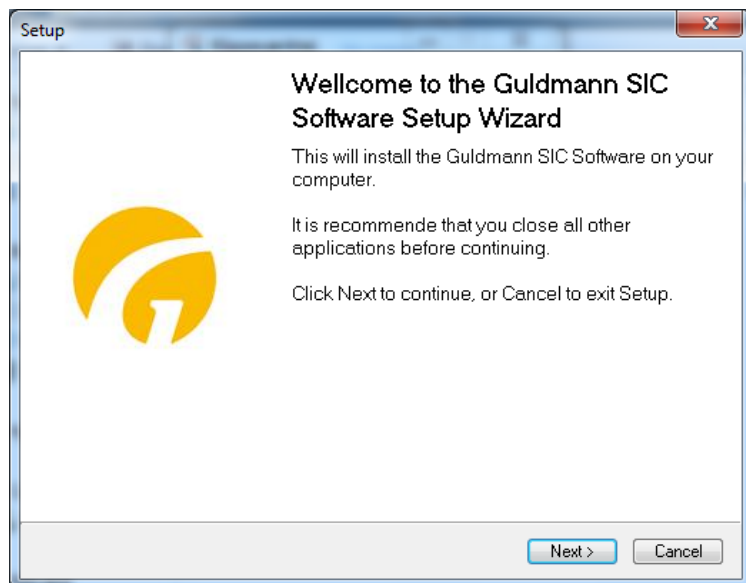 Setup
Wellcome to the Guldmann SIC
Software Setup Wizard
This will install the Guldmann SIC Software on your
computer.
It is recommende that you close all other
applications before continuing.
Click Next to continue, or Cancel to exit Setup.
Next >
Cancel